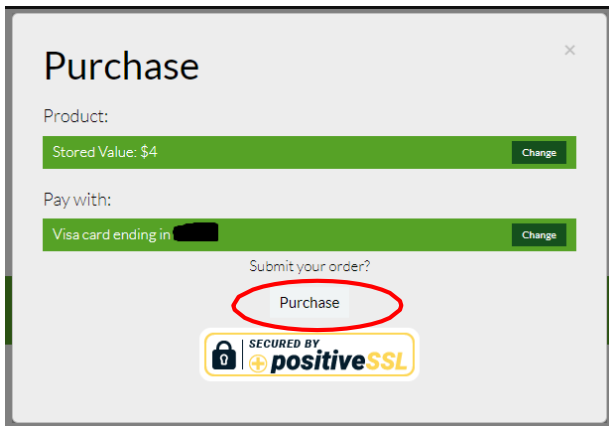 Purchase
×
Product:
Stored Value: $4
Change
Pay with:
Visa card ending in
Change
Submit your order?
Purchase
SECURED BY
positiveSSL